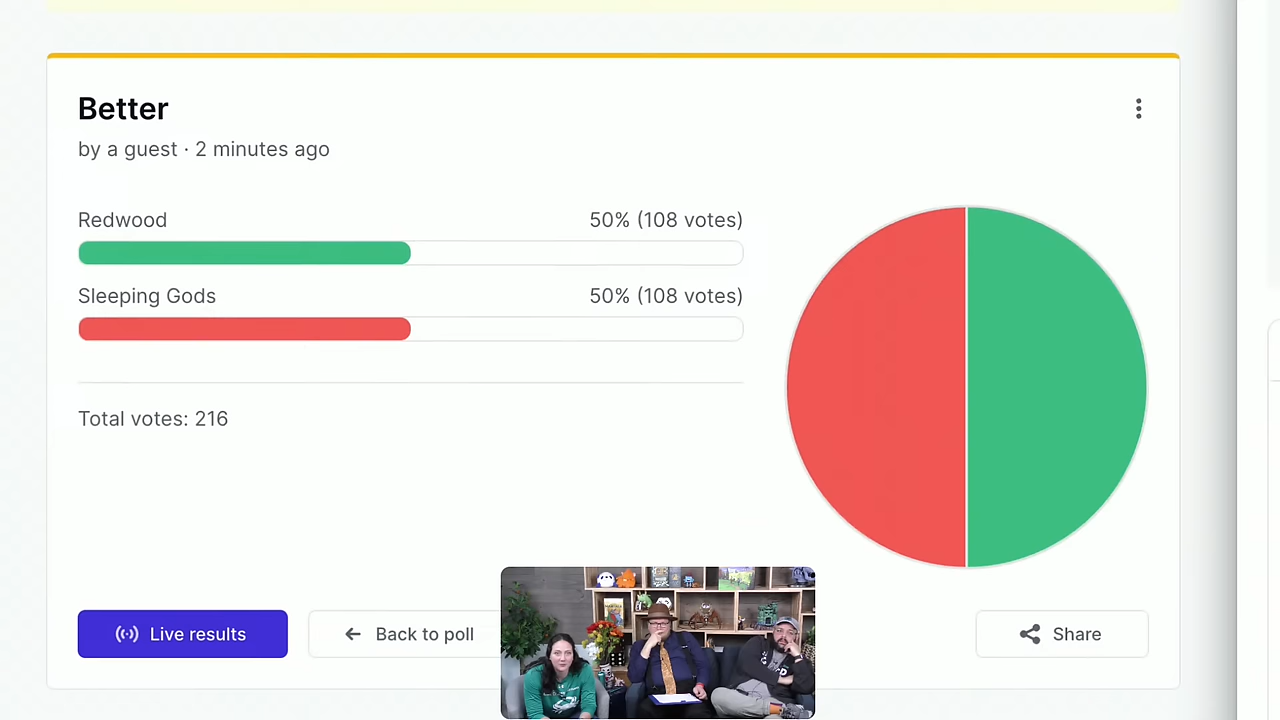 Better
by a guest · 2 minutes ago
Redwood 50% (108 votes)
Sleeping Gods 50% (108 votes)
Total votes: 216
Live results
Back to poll
Share